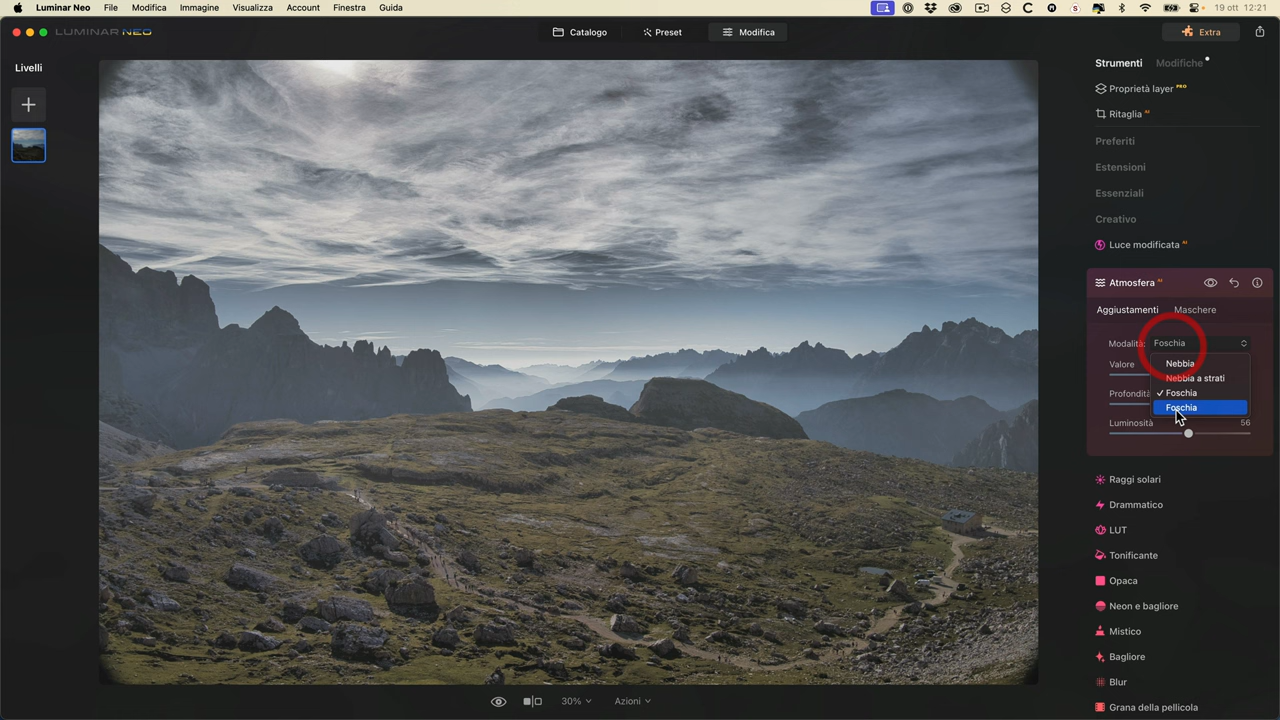 Luminar Neo File Modifica Immagine Visualizza Account Finestra Guida 19 ott 12:21
LUMINAR NEO Catalogo Preset Modifica Extra
Livelli
Strumenti Modifiche
Proprietà layer PRO
Ritaglia AI
Preferiti
Estensioni
Essenziali
Creativo
Luce modificata AI
Atmosfera AI
Aggiustamenti Maschere
Modalità: Foschia
Valore
Nebbia
Nebbia a strati
Profondità
Foschia
Foschia
Luminosità 56
Raggi solari
Drammatico
LUT
Tonificante
Opaca
Neon e bagliore
Mistico
Bagliore
Blur
Grana della pellicola
30% Azioni